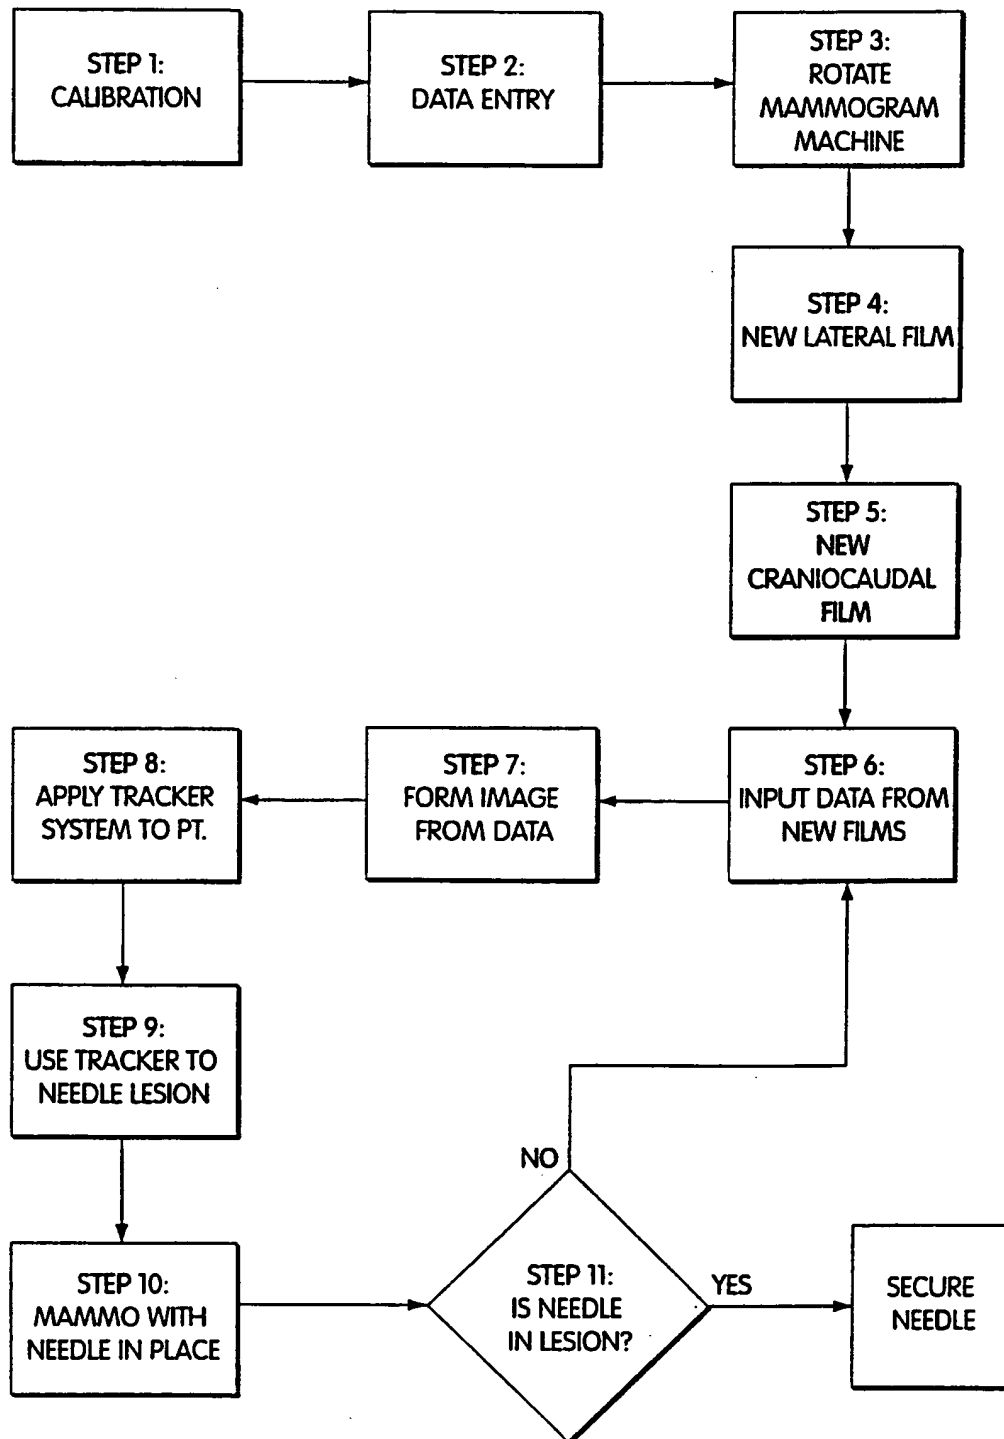 STEP 1:
CALIBRATION
STEP 2:
DATA ENTRY
STEP 3:
ROTATE
MAMMOGRAM
MACHINE
STEP 4:
NEW LATERAL FILM
STEP 5:
NEW
CRANIOCAUDAL
FILM
STEP 6:
INPUT DATA FROM
NEW FILMS
STEP 7:
FORM IMAGE
FROM DATA
STEP 8:
APPLY TRACKER
SYSTEM TO PT.
STEP 9:
USE TRACKER TO
NEEDLE LESION
STEP 10:
MAMMO WITH
NEEDLE IN PLACE
STEP 11:
IS NEEDLE
IN LESION?
NO
YES
SECURE
NEEDLE